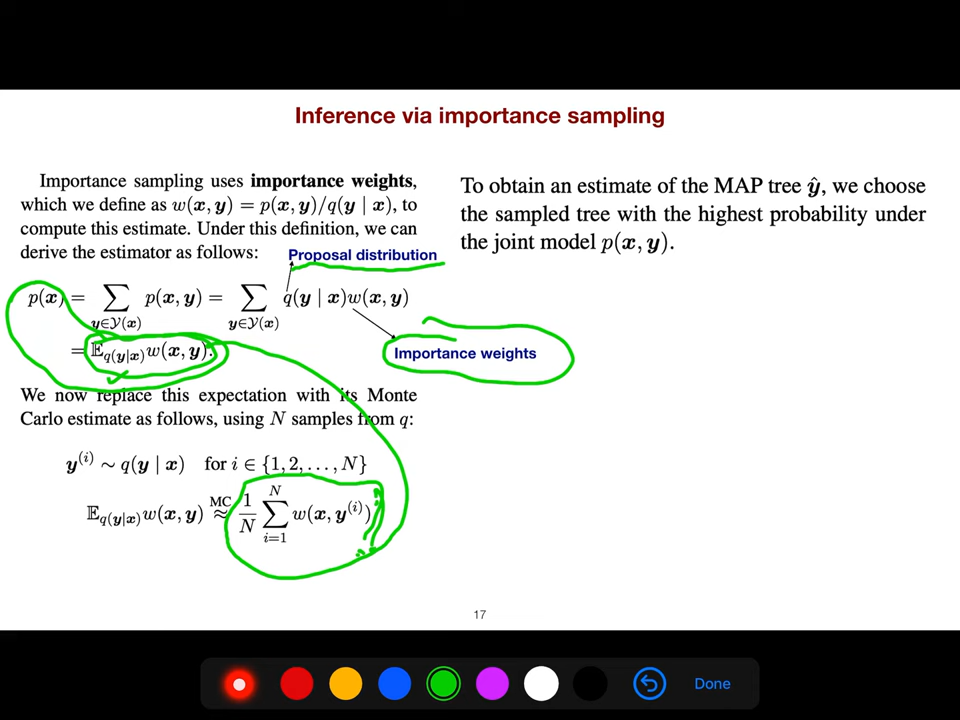 Inference via importance sampling
Importance sampling uses importance weights,
which we define as w(x, y) = p(x, y)/q(y | x), to
compute this estimate. Under this definition, we can
derive the estimator as follows:
Proposal distribution
p(x) = ∑_{y∈𝒴(x)} p(x, y) = ∑_{y∈𝒴(x)} q(y | x)w(x, y)
= 𝔼_{q(y|x)}w(x, y).
Importance weights
We now replace this expectation with its Monte
Carlo estimate as follows, using N samples from q:
y^{(i)} ∼ q(y | x) for i ∈ {1, 2, . . . , N}
𝔼_{q(y|x)}w(x, y) ≈^{MC} 1/N ∑_{i=1}^{N} w(x, y^{(i)})
To obtain an estimate of the MAP tree ŷ, we choose
the sampled tree with the highest probability under
the joint model p(x, y).
17
Done